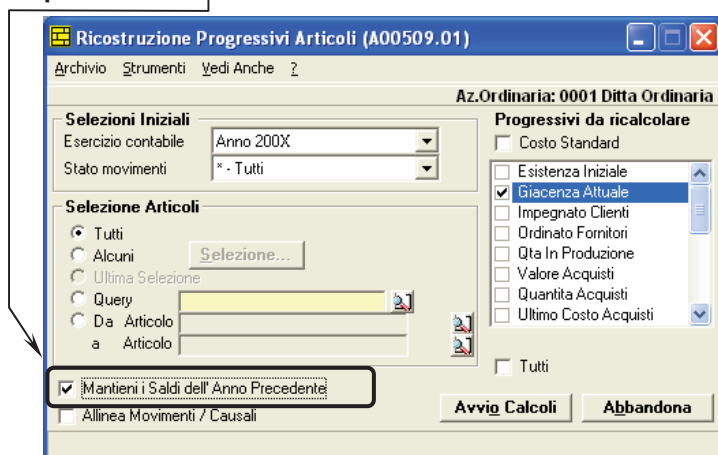 Ricostruzione Progressivi Articoli (A00509.01)
Archivio Strumenti Vedi Anche ?
Az.Ordinaria: 0001 Ditta Ordinaria
Selezioni Iniziali
Esercizio contabile Anno 200X
Stato movimenti * - Tutti
Selezione Articoli
Tutti
Alcuni Selezione...
Ultima Selezione
Query
Da Articolo
a Articolo
Mantieni i Saldi dell' Anno Precedente
Allinea Movimenti / Causali
Progressivi da ricalcolare
Costo Standard
Esistenza Iniziale
Giacenza Attuale
Impegnato Clienti
Ordinato Fornitori
Qta In Produzione
Valore Acquisti
Quantita Acquisti
Ultimo Costo Acquisti
Tutti
Avvio Calcoli Abbandona